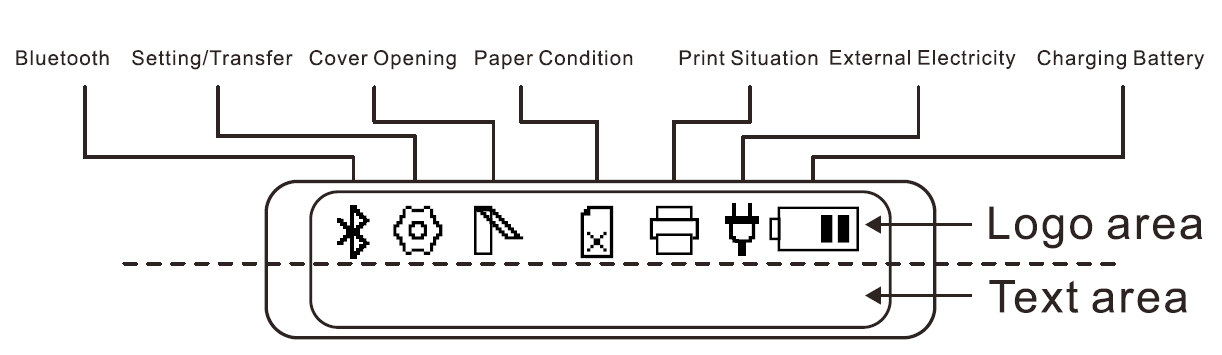 Bluetooth Setting/Transfer Cover Opening Paper Condition Print Situation External Electricity Charging Battery
Logo area
Text area